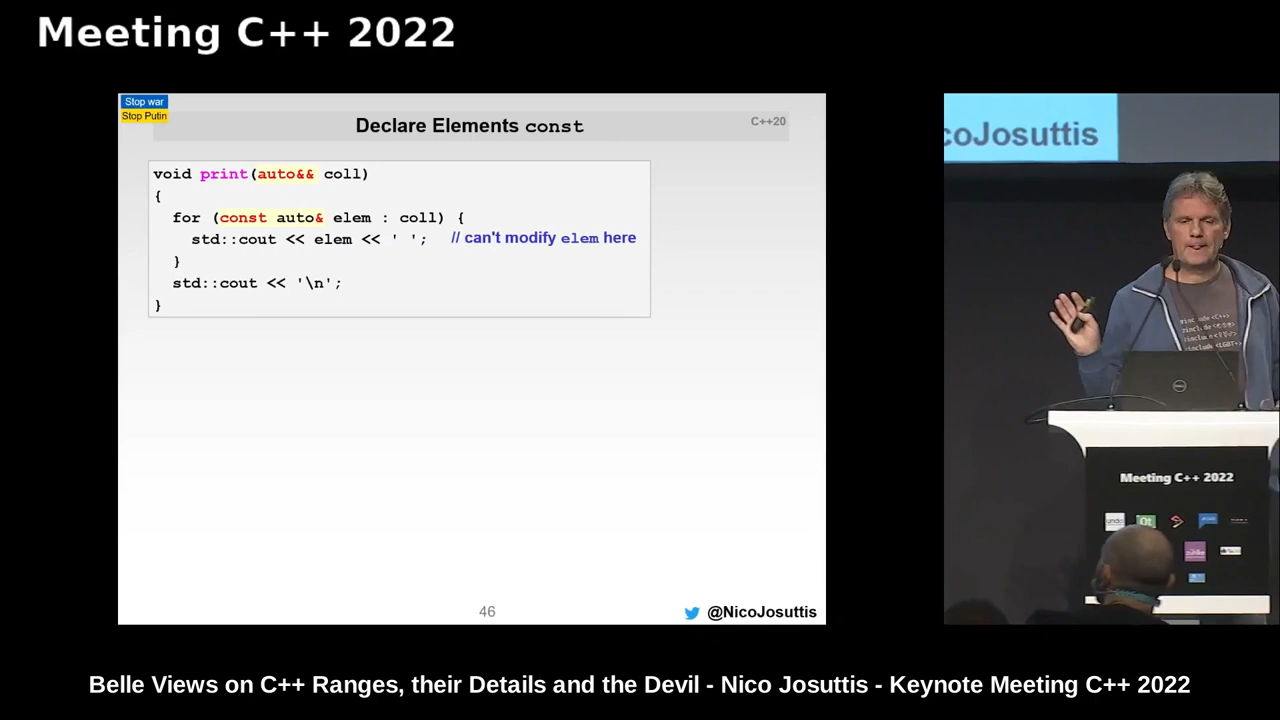 Meeting C++ 2022
Stop war
Stop Putin
Declare Elements const
C++20
void print(auto&& coll)
{
for (const auto& elem : coll) {
std::cout << elem << ' '; // can't modify elem here
}
std::cout << '\n';
}
46
@NicoJosuttis
coJosuttis
DELL
Meeting C++ 2022
Qt
Belle Views on C++ Ranges, their Details and the Devil - Nico Josuttis - Keynote Meeting C++ 2022